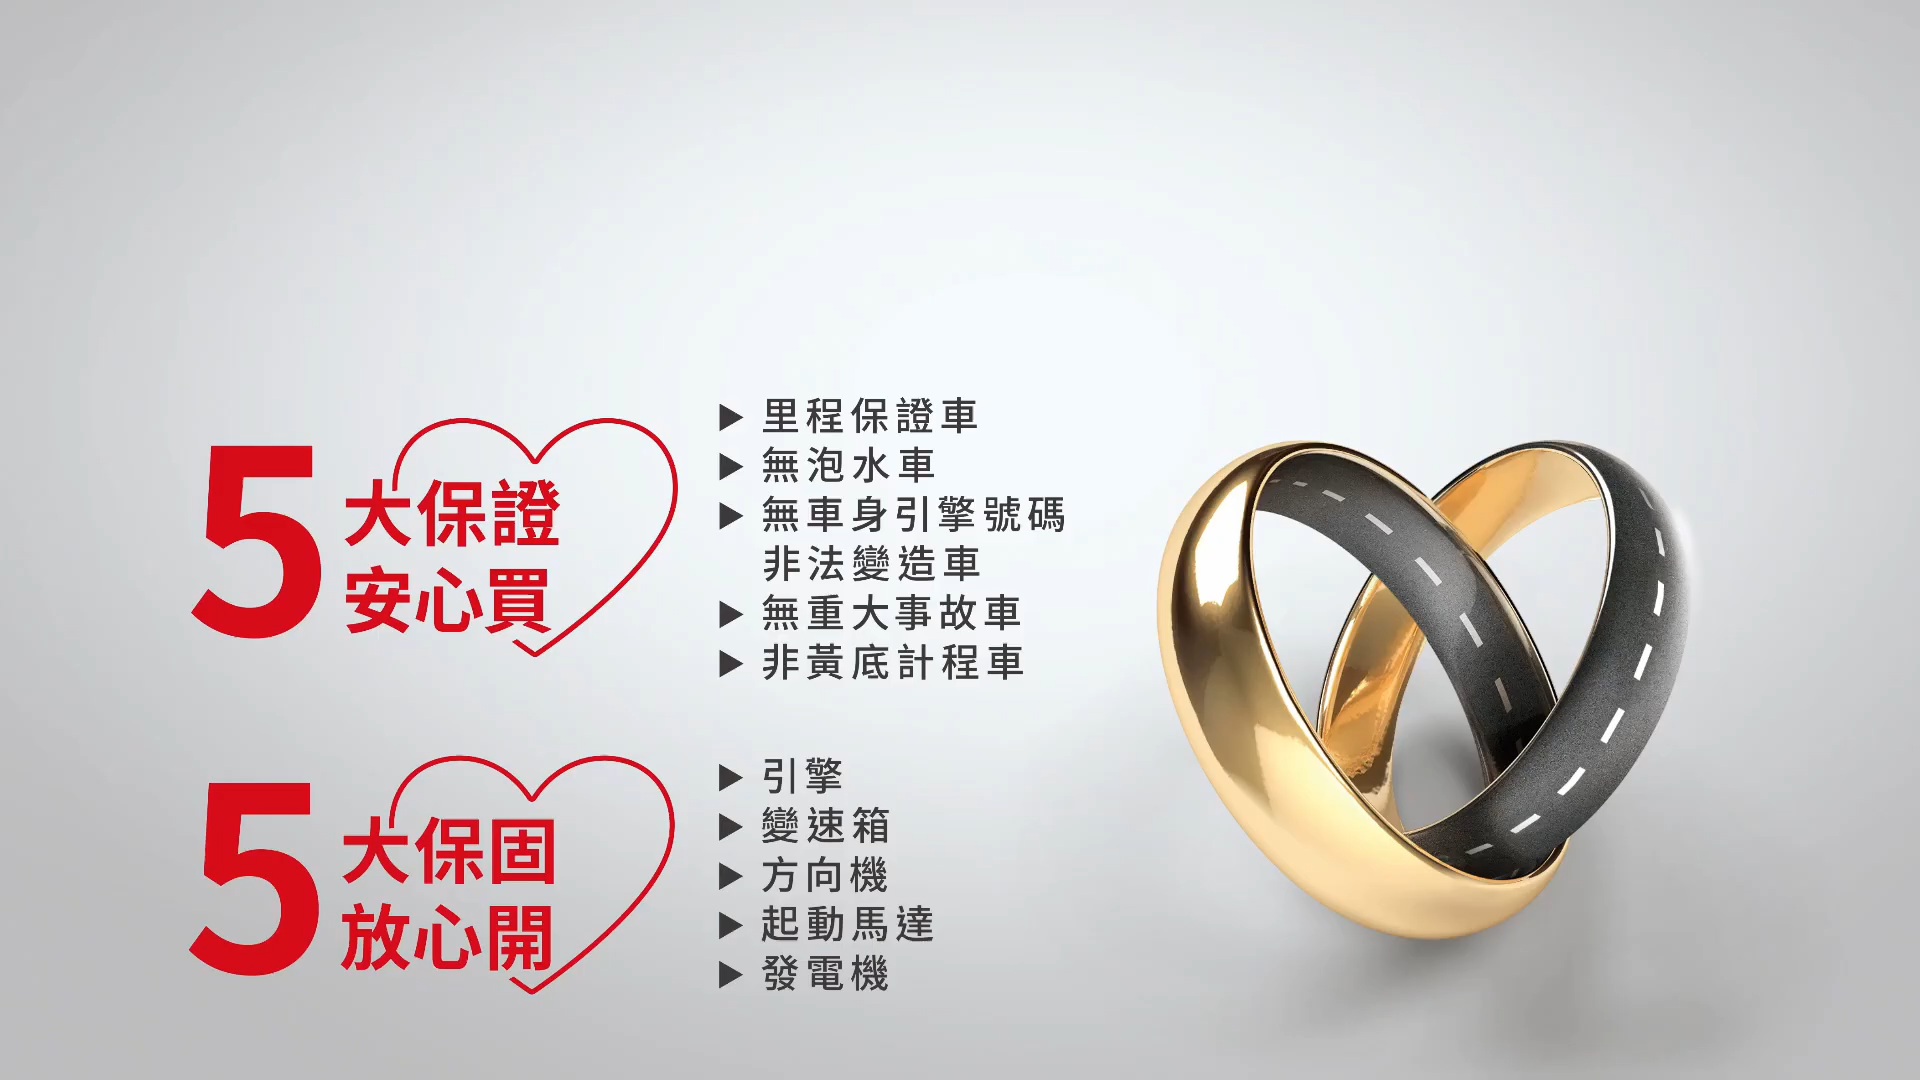 5大保證
安心買
▶ 里程保證車
▶ 無泡水車
▶ 無車身引擎號碼
非法變造車
▶ 無重大事故車
▶ 非黃底計程車
5大保固
放心開
▶ 引擎
▶ 變速箱
▶ 方向機
▶ 起動馬達
▶ 發電機